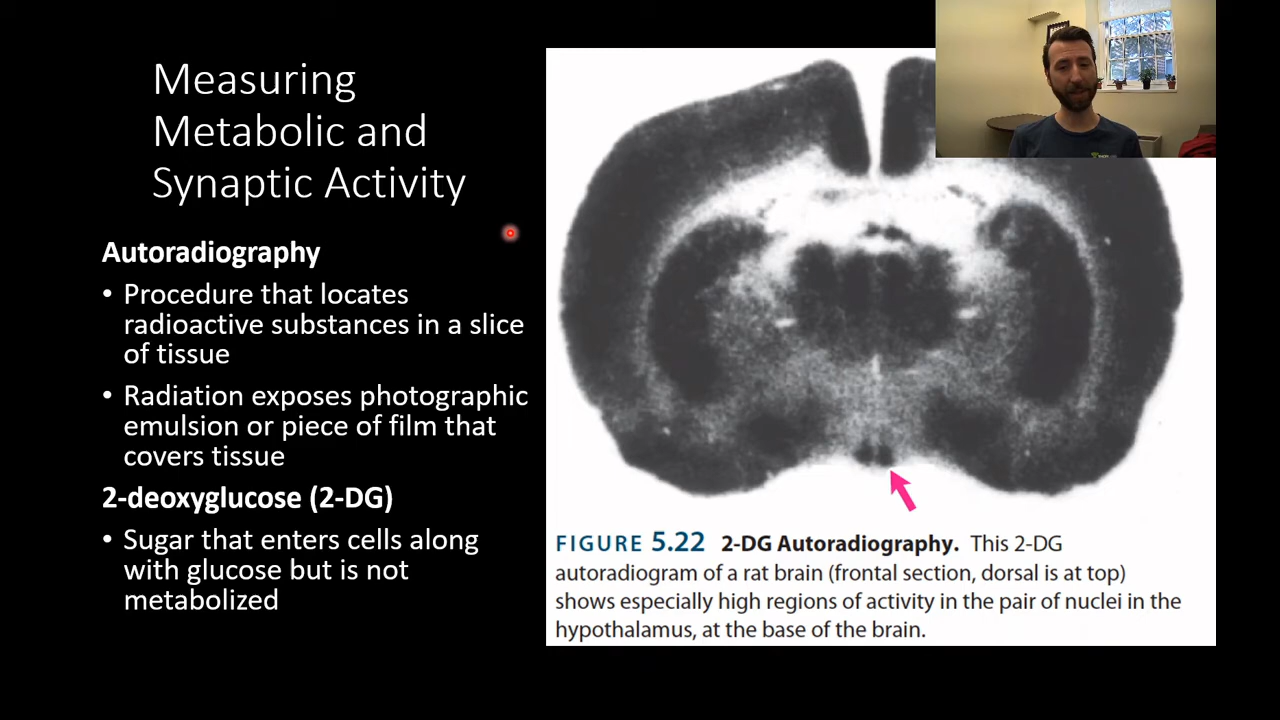 Measuring
Metabolic and
Synaptic Activity
Autoradiography
• Procedure that locates
radioactive substances in a slice
of tissue
• Radiation exposes photographic
emulsion or piece of film that
covers tissue
2-deoxyglucose (2-DG)
• Sugar that enters cells along
with glucose but is not
metabolized
FIGURE 5.22 2-DG Autoradiography. This 2-DG
autoradiogram of a rat brain (frontal section, dorsal is at top)
shows especially high regions of activity in the pair of nuclei in the
hypothalamus, at the base of the brain.